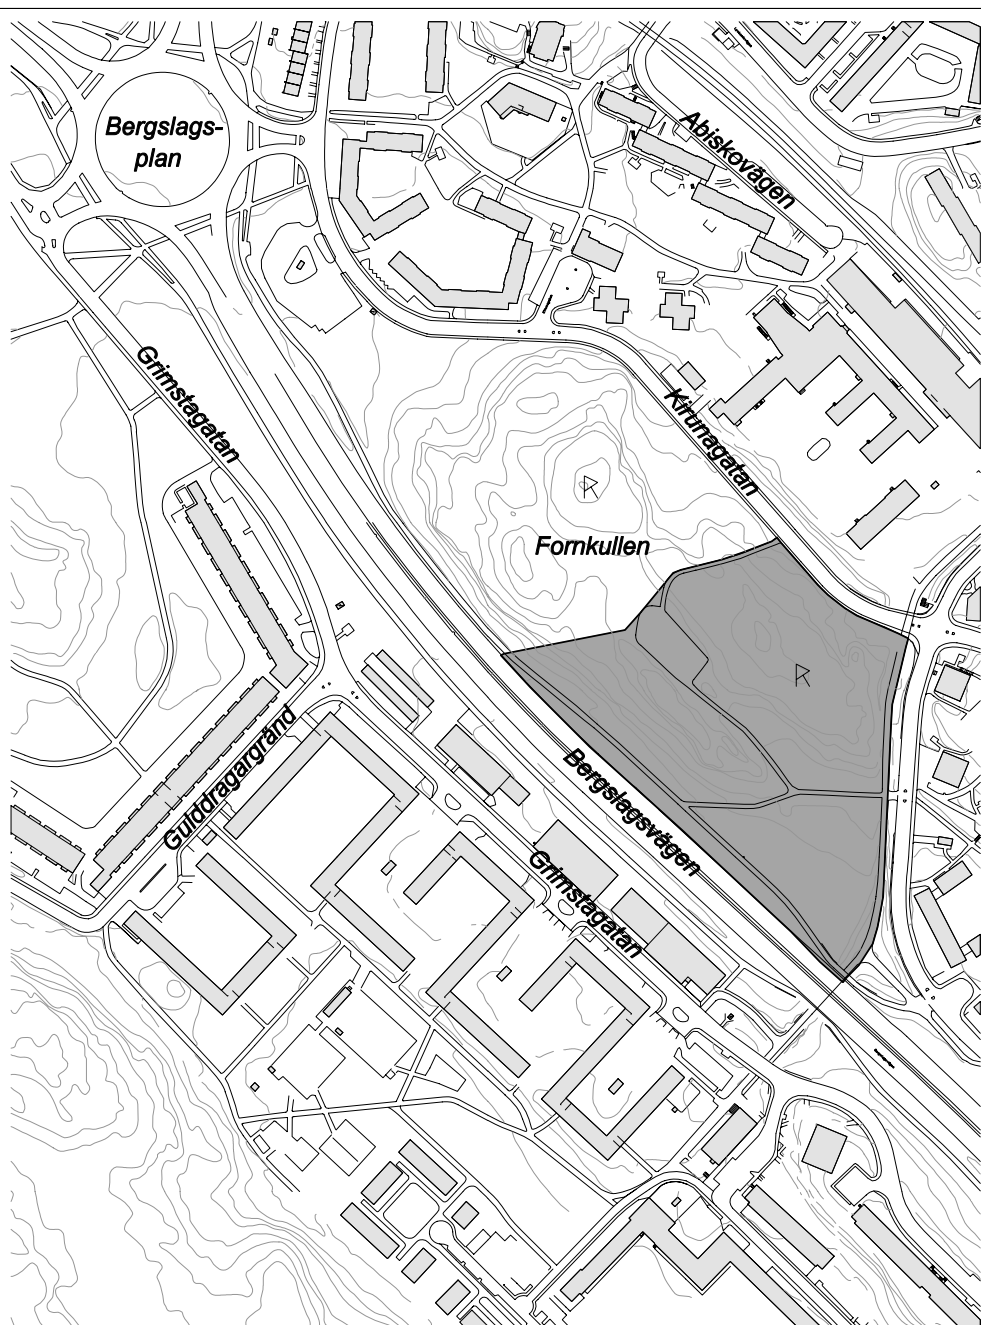 Bergslags-
plan
Abiskovägen
Grimstagatan
Kirunagatan
Fornkullen
Gulddragargränd
Bergslagsvägen
Grimstagatan